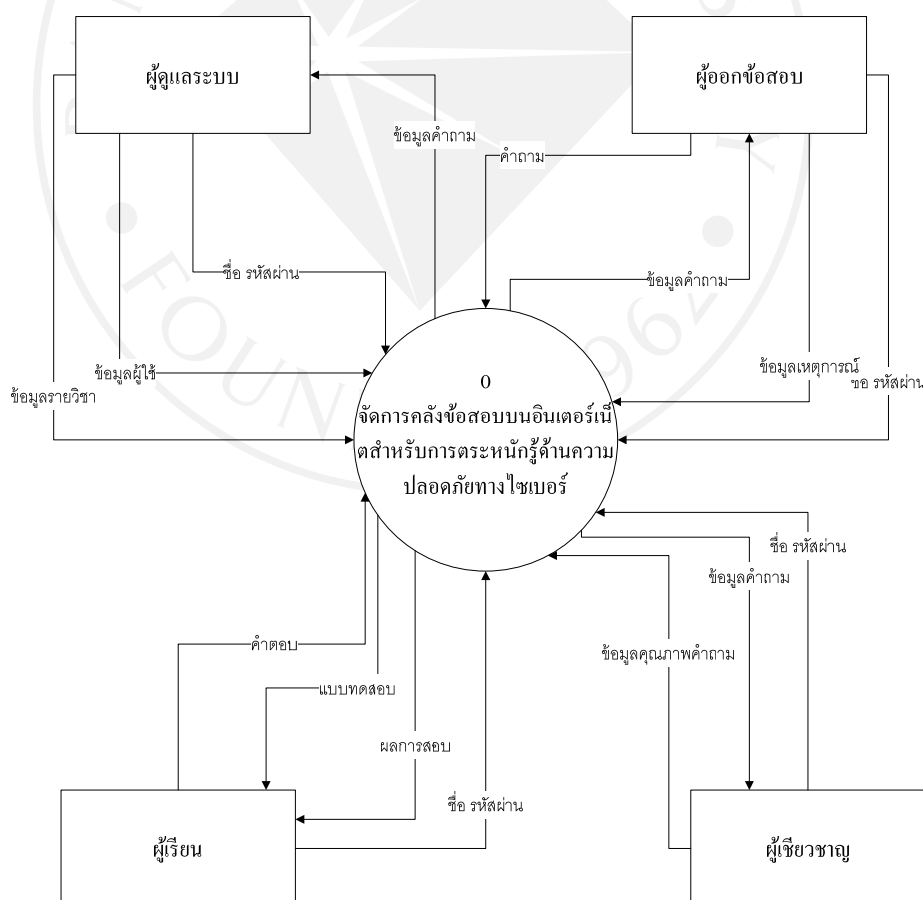 ผู้ดูแลระบบ
ผู้ออกข้อสอบ
ข้อมูลคำถาม
คำถาม
ชื่อ รหัสผ่าน
ข้อมูลคำถาม
ข้อมูลผู้ใช้
ข้อมูลเหตุการณ์
ข้อมูลรายวิชา
ขอ รหัสผ่าน
0
จัดการคลังข้อสอบบนอินเตอร์เน็
ตสำหรับการตระหนักรู้ด้านความ
ปลอดภัยทางไซเบอร์
ชื่อ รหัสผ่าน
ข้อมูลคำถาม
คำตอบ
ข้อมูลคุณภาพคำถาม
แบบทดสอบ
ผลการสอบ
ชื่อ รหัสผ่าน
ผู้เรียน
ผู้เชียวชาญ
FOUN
962